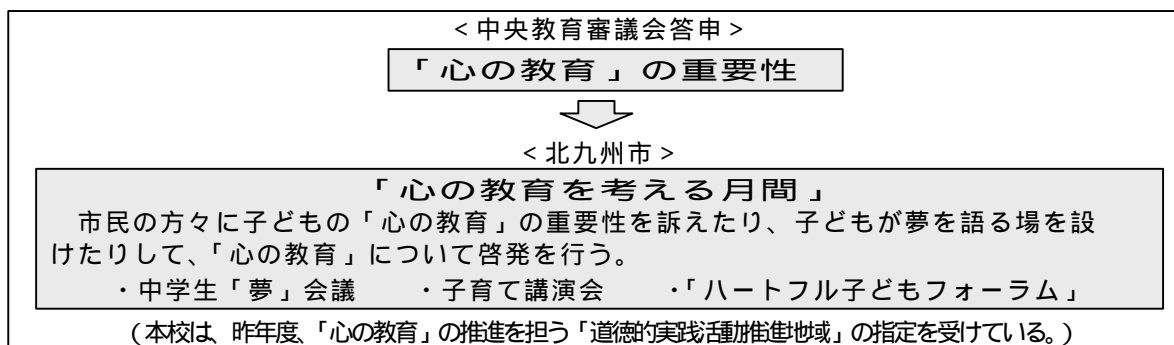 <中央教育審議会答申>
「心の教育」の重要性
<北九州市>
「心の教育を考える月間」
市民の方々に子どもの「心の教育」の重要性を訴えたり、子どもが夢を語る場を設
けたりして、「心の教育」について啓発を行う。
・中学生「夢」会議 ・子育て講演会 ・「ハートフル子どもフォーラム」
(本校は、昨年度、「心の教育」の推進を担う「道徳的実践活動推進地域」の指定を受けている。)